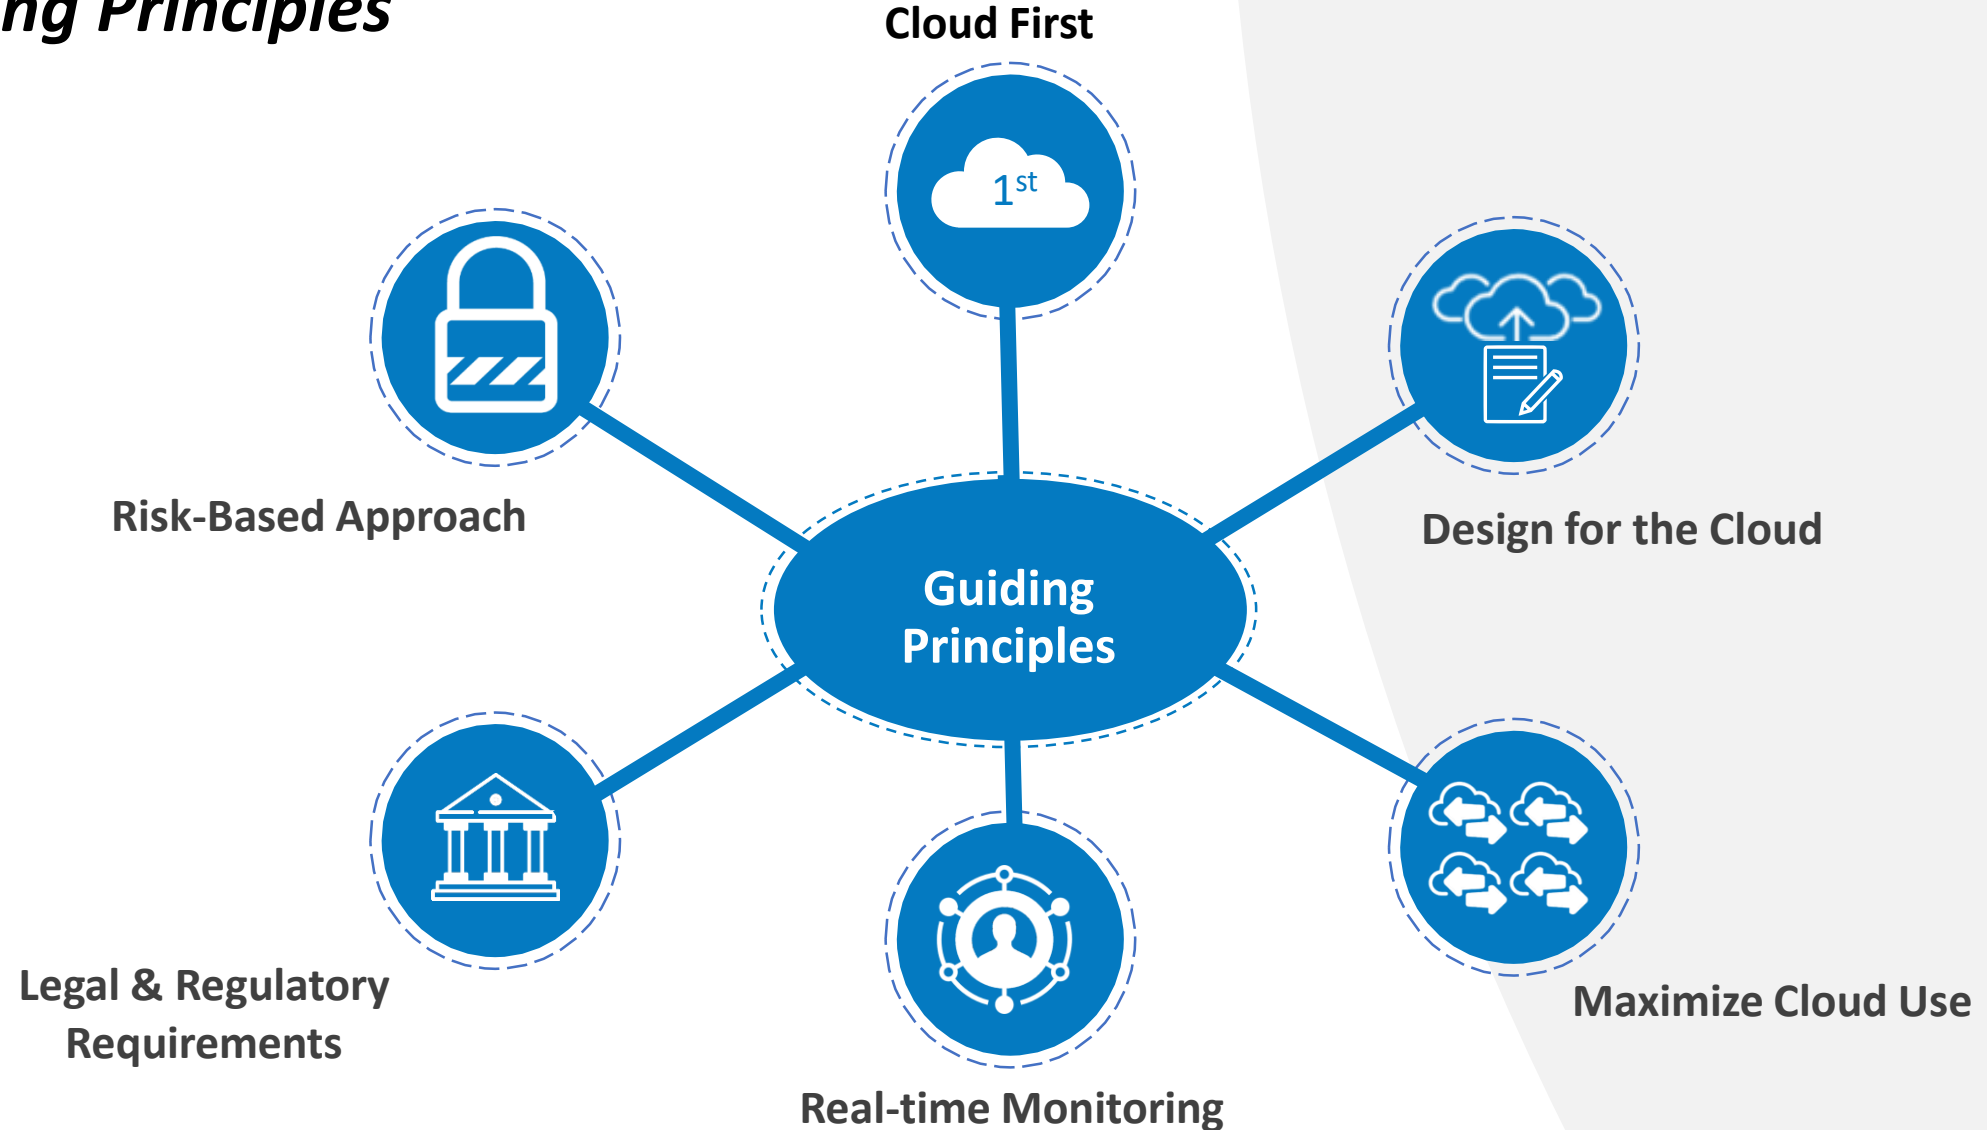 ng Principles
Cloud First
1st
Risk-Based Approach
Design for the Cloud
Guiding
Principles
Legal & Regulatory
Requirements
Maximize Cloud Use
Real-time Monitoring